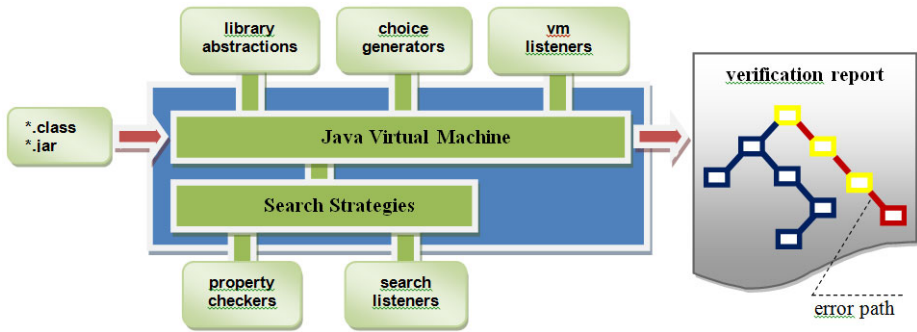 library
abstractions
choice
generators
vm
listeners
verification report
*.class
*.jar
Java Virtual Machine
Search Strategies
property
checkers
search
listeners
error path